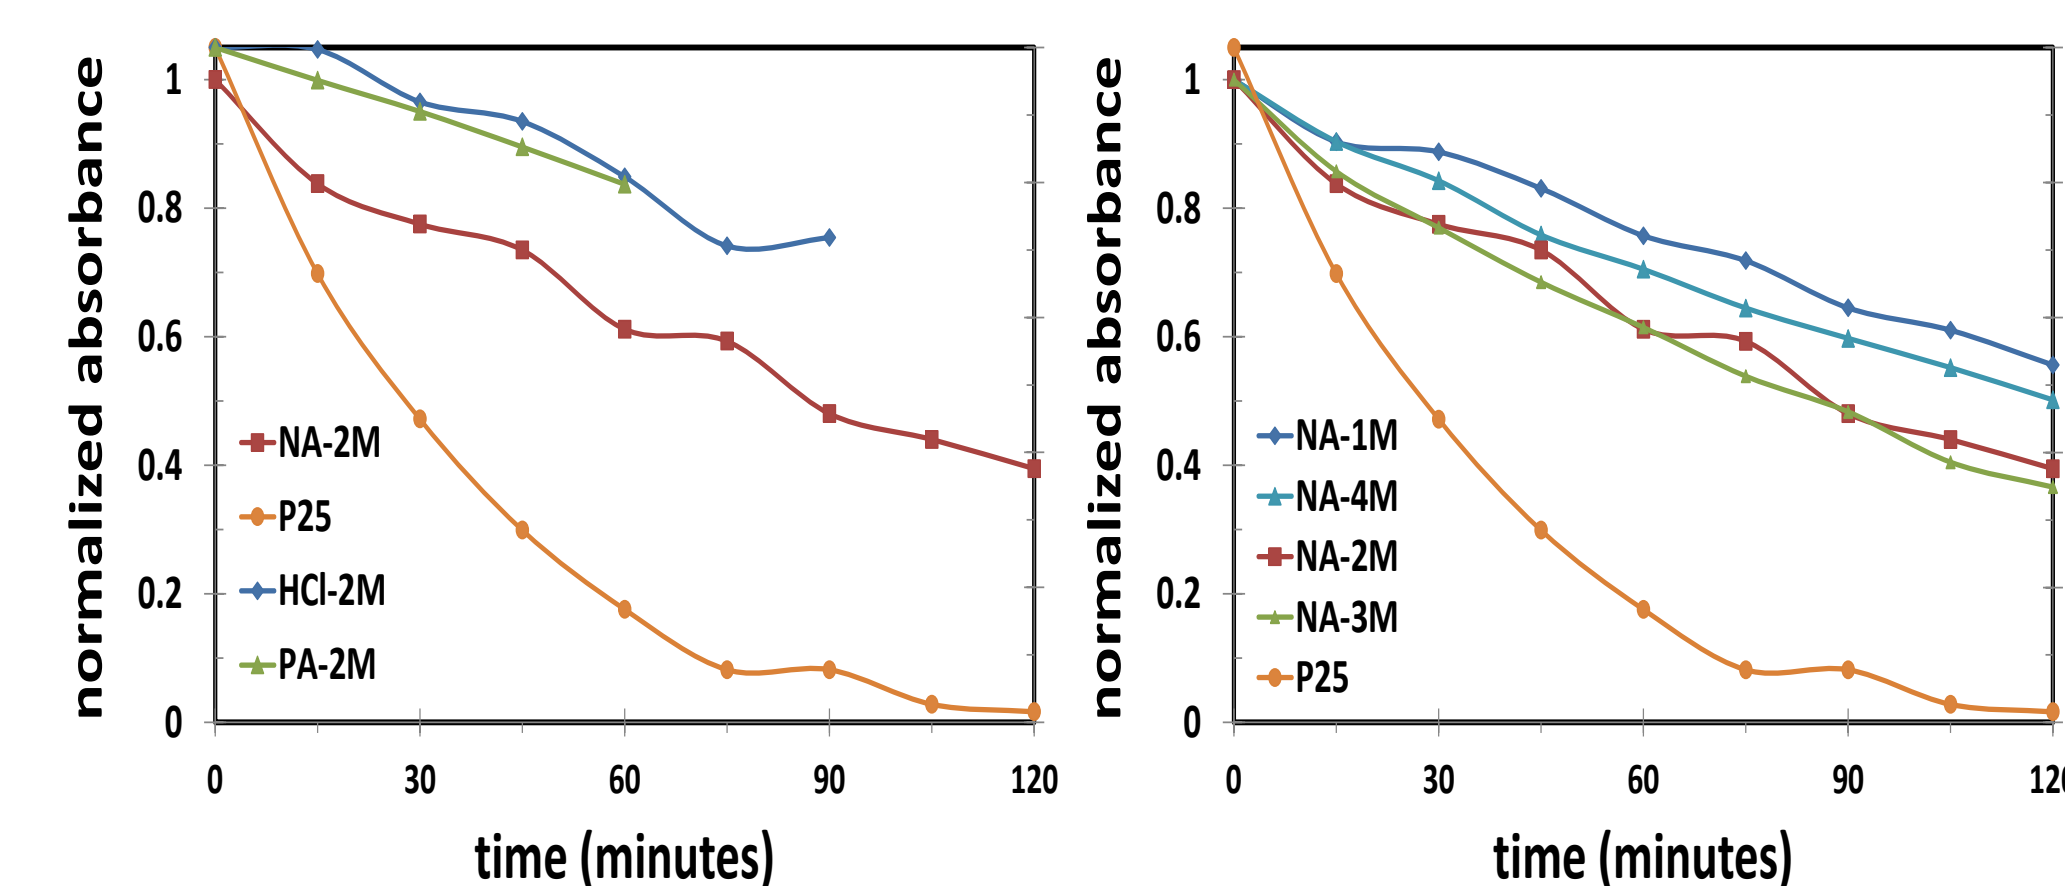 normalized absorbance
1
0.8
0.6
0.4
0.2
0
NA-2M
P25
HCl-2M
PA-2M
0 30 60 90 120
time (minutes)
normalized absorbance
1
0.8
0.6
0.4
0.2
0
NA-1M
NA-4M
NA-2M
NA-3M
P25
0 30 60 90 120
time (minutes)